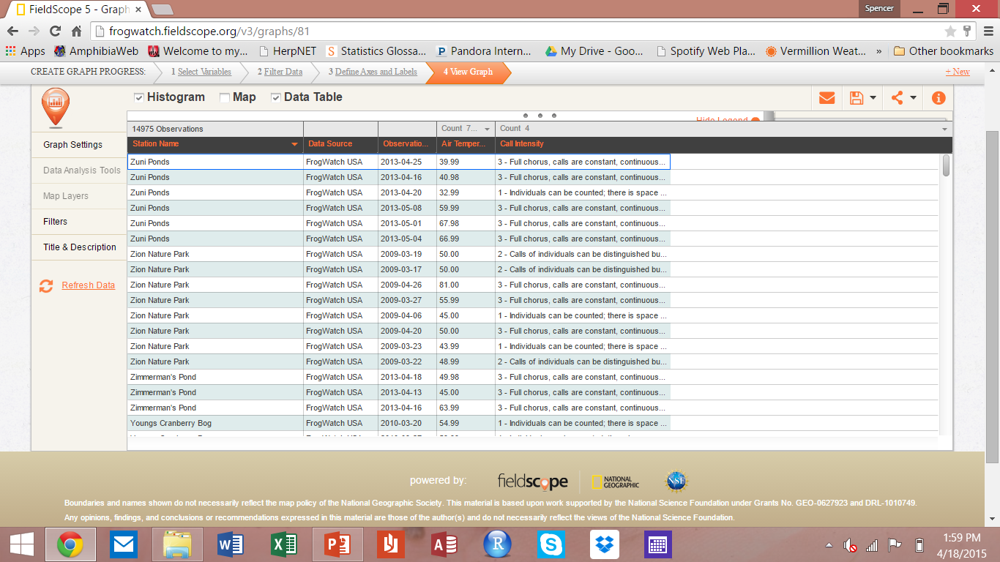 FieldScope 5 - Graph
Spencer
frogwatch.fieldscope.org/v3/graphs/81
Apps AmphibiaWeb Welcome to my... HerpNET Statistics Glossa... Pandora Intern... My Drive - Goo... Spotify Web Pla... Vermillion Weat... » Other bookmarks
CREATE GRAPH PROGRESS: 1 Select Variables 2 Filter Data 3 Define Axes and Labels 4 View Graph + New
Histogram Map Data Table
Hide Legend
14975 Observations Count 7... Count 4
Station Name Data Source Observatio... Air Temper... Call Intensity
Graph Settings
Data Analysis Tools
Map Layers
Filters
Title & Description
Refresh Data
Zuni Ponds FrogWatch USA 2013-04-25 39.99 3 - Full chorus, calls are constant, continuous...
Zuni Ponds FrogWatch USA 2013-04-16 40.98 3 - Full chorus, calls are constant, continuous...
Zuni Ponds FrogWatch USA 2013-04-20 32.99 1 - Individuals can be counted; there is space ...
Zuni Ponds FrogWatch USA 2013-05-08 59.99 3 - Full chorus, calls are constant, continuous...
Zuni Ponds FrogWatch USA 2013-05-01 67.98 3 - Full chorus, calls are constant, continuous...
Zuni Ponds FrogWatch USA 2013-05-04 66.99 3 - Full chorus, calls are constant, continuous...
Zion Nature Park FrogWatch USA 2009-03-19 50.00 2 - Calls of individuals can be distinguished bu...
Zion Nature Park FrogWatch USA 2009-03-17 50.00 2 - Calls of individuals can be distinguished bu...
Zion Nature Park FrogWatch USA 2009-04-26 81.00 3 - Full chorus, calls are constant, continuous...
Zion Nature Park FrogWatch USA 2009-03-27 55.99 3 - Full chorus, calls are constant, continuous...
Zion Nature Park FrogWatch USA 2009-04-06 45.00 1 - Individuals can be counted; there is space ...
Zion Nature Park FrogWatch USA 2009-04-20 50.00 3 - Full chorus, calls are constant, continuous...
Zion Nature Park FrogWatch USA 2009-03-23 43.99 1 - Individuals can be counted; there is space ...
Zion Nature Park FrogWatch USA 2009-03-22 48.99 2 - Calls of individuals can be distinguished bu...
Zimmerman's Pond FrogWatch USA 2013-04-18 49.98 3 - Full chorus, calls are constant, continuous...
Zimmerman's Pond FrogWatch USA 2013-04-13 45.00 3 - Full chorus, calls are constant, continuous...
Zimmerman's Pond FrogWatch USA 2013-04-16 63.99 3 - Full chorus, calls are constant, continuous...
Youngs Cranberry Bog FrogWatch USA 2010-03-20 54.99 1 - Individuals can be counted; there is space ...
powered by: fieldscope NATIONAL GEOGRAPHIC NSF
Boundaries and names shown do not necessarily reflect the map policy of the National Geographic Society. This material is based upon work supported by the National Science Foundation under Grants No. GEO-0627923 and DRL-1010749.
Any opinions, findings, and conclusions or recommendations expressed in this material are those of the author(s) and do not necessarily reflect the views of the National Science Foundation.
1:59 PM
4/18/2015